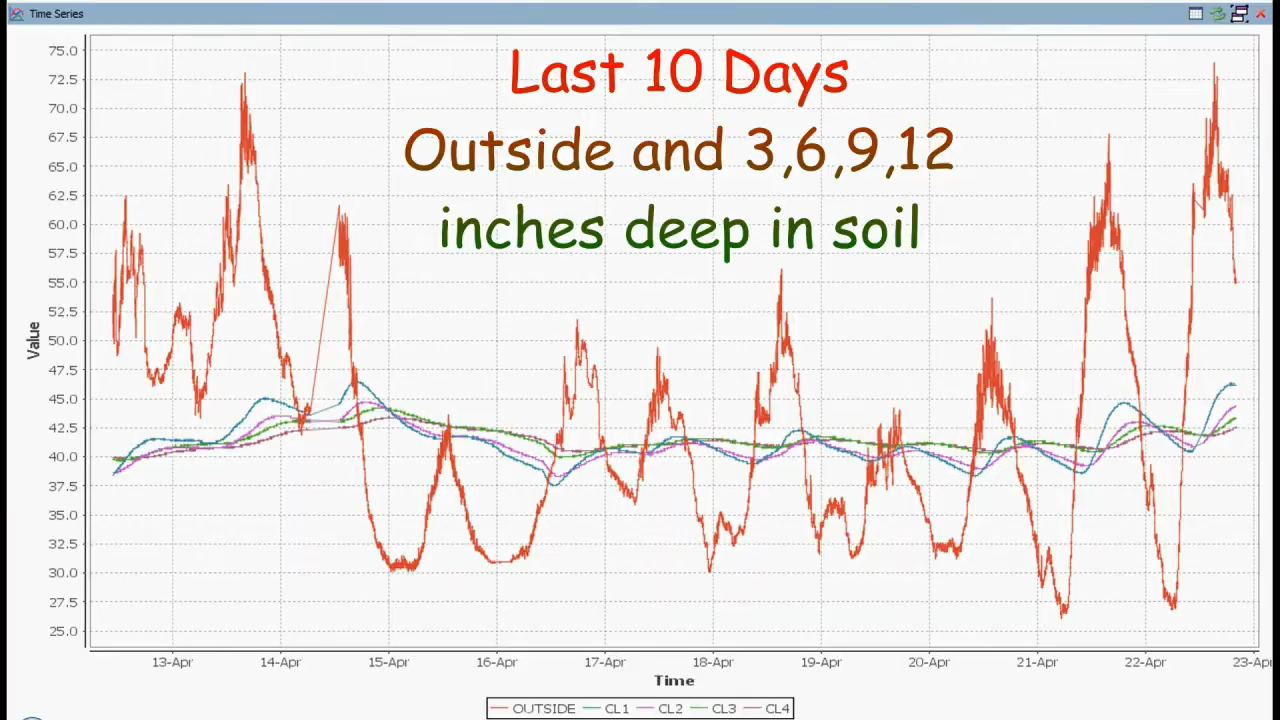 Time Series
Last 10 Days
Outside and 3,6,9,12
inches deep in soil
75.0
72.5
70.0
67.5
65.0
62.5
60.0
57.5
55.0
52.5
50.0
47.5
45.0
42.5
40.0
37.5
35.0
32.5
30.0
27.5
25.0
Value
13-Apr 14-Apr 15-Apr 16-Apr 17-Apr 18-Apr 19-Apr 20-Apr 21-Apr 22-Apr 23-Apr
Time
OUTSIDE CL1 CL2 CL3 CL4